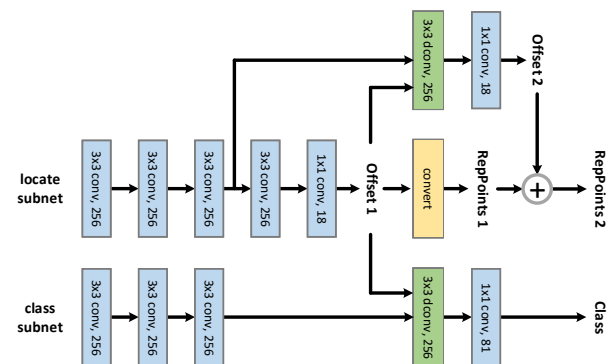 3x3 dconv, 256
1x1 conv, 18
Offset 2
locate
subnet
3x3 conv, 256
3x3 conv, 256
3x3 conv, 256
3x3 conv, 256
1x1 conv, 18
Offset 1
convert
RepPoints 1
+
RepPoints 2
class
subnet
3x3 conv, 256
3x3 conv, 256
3x3 conv, 256
3x3 dconv, 256
1x1 conv, 81
Class